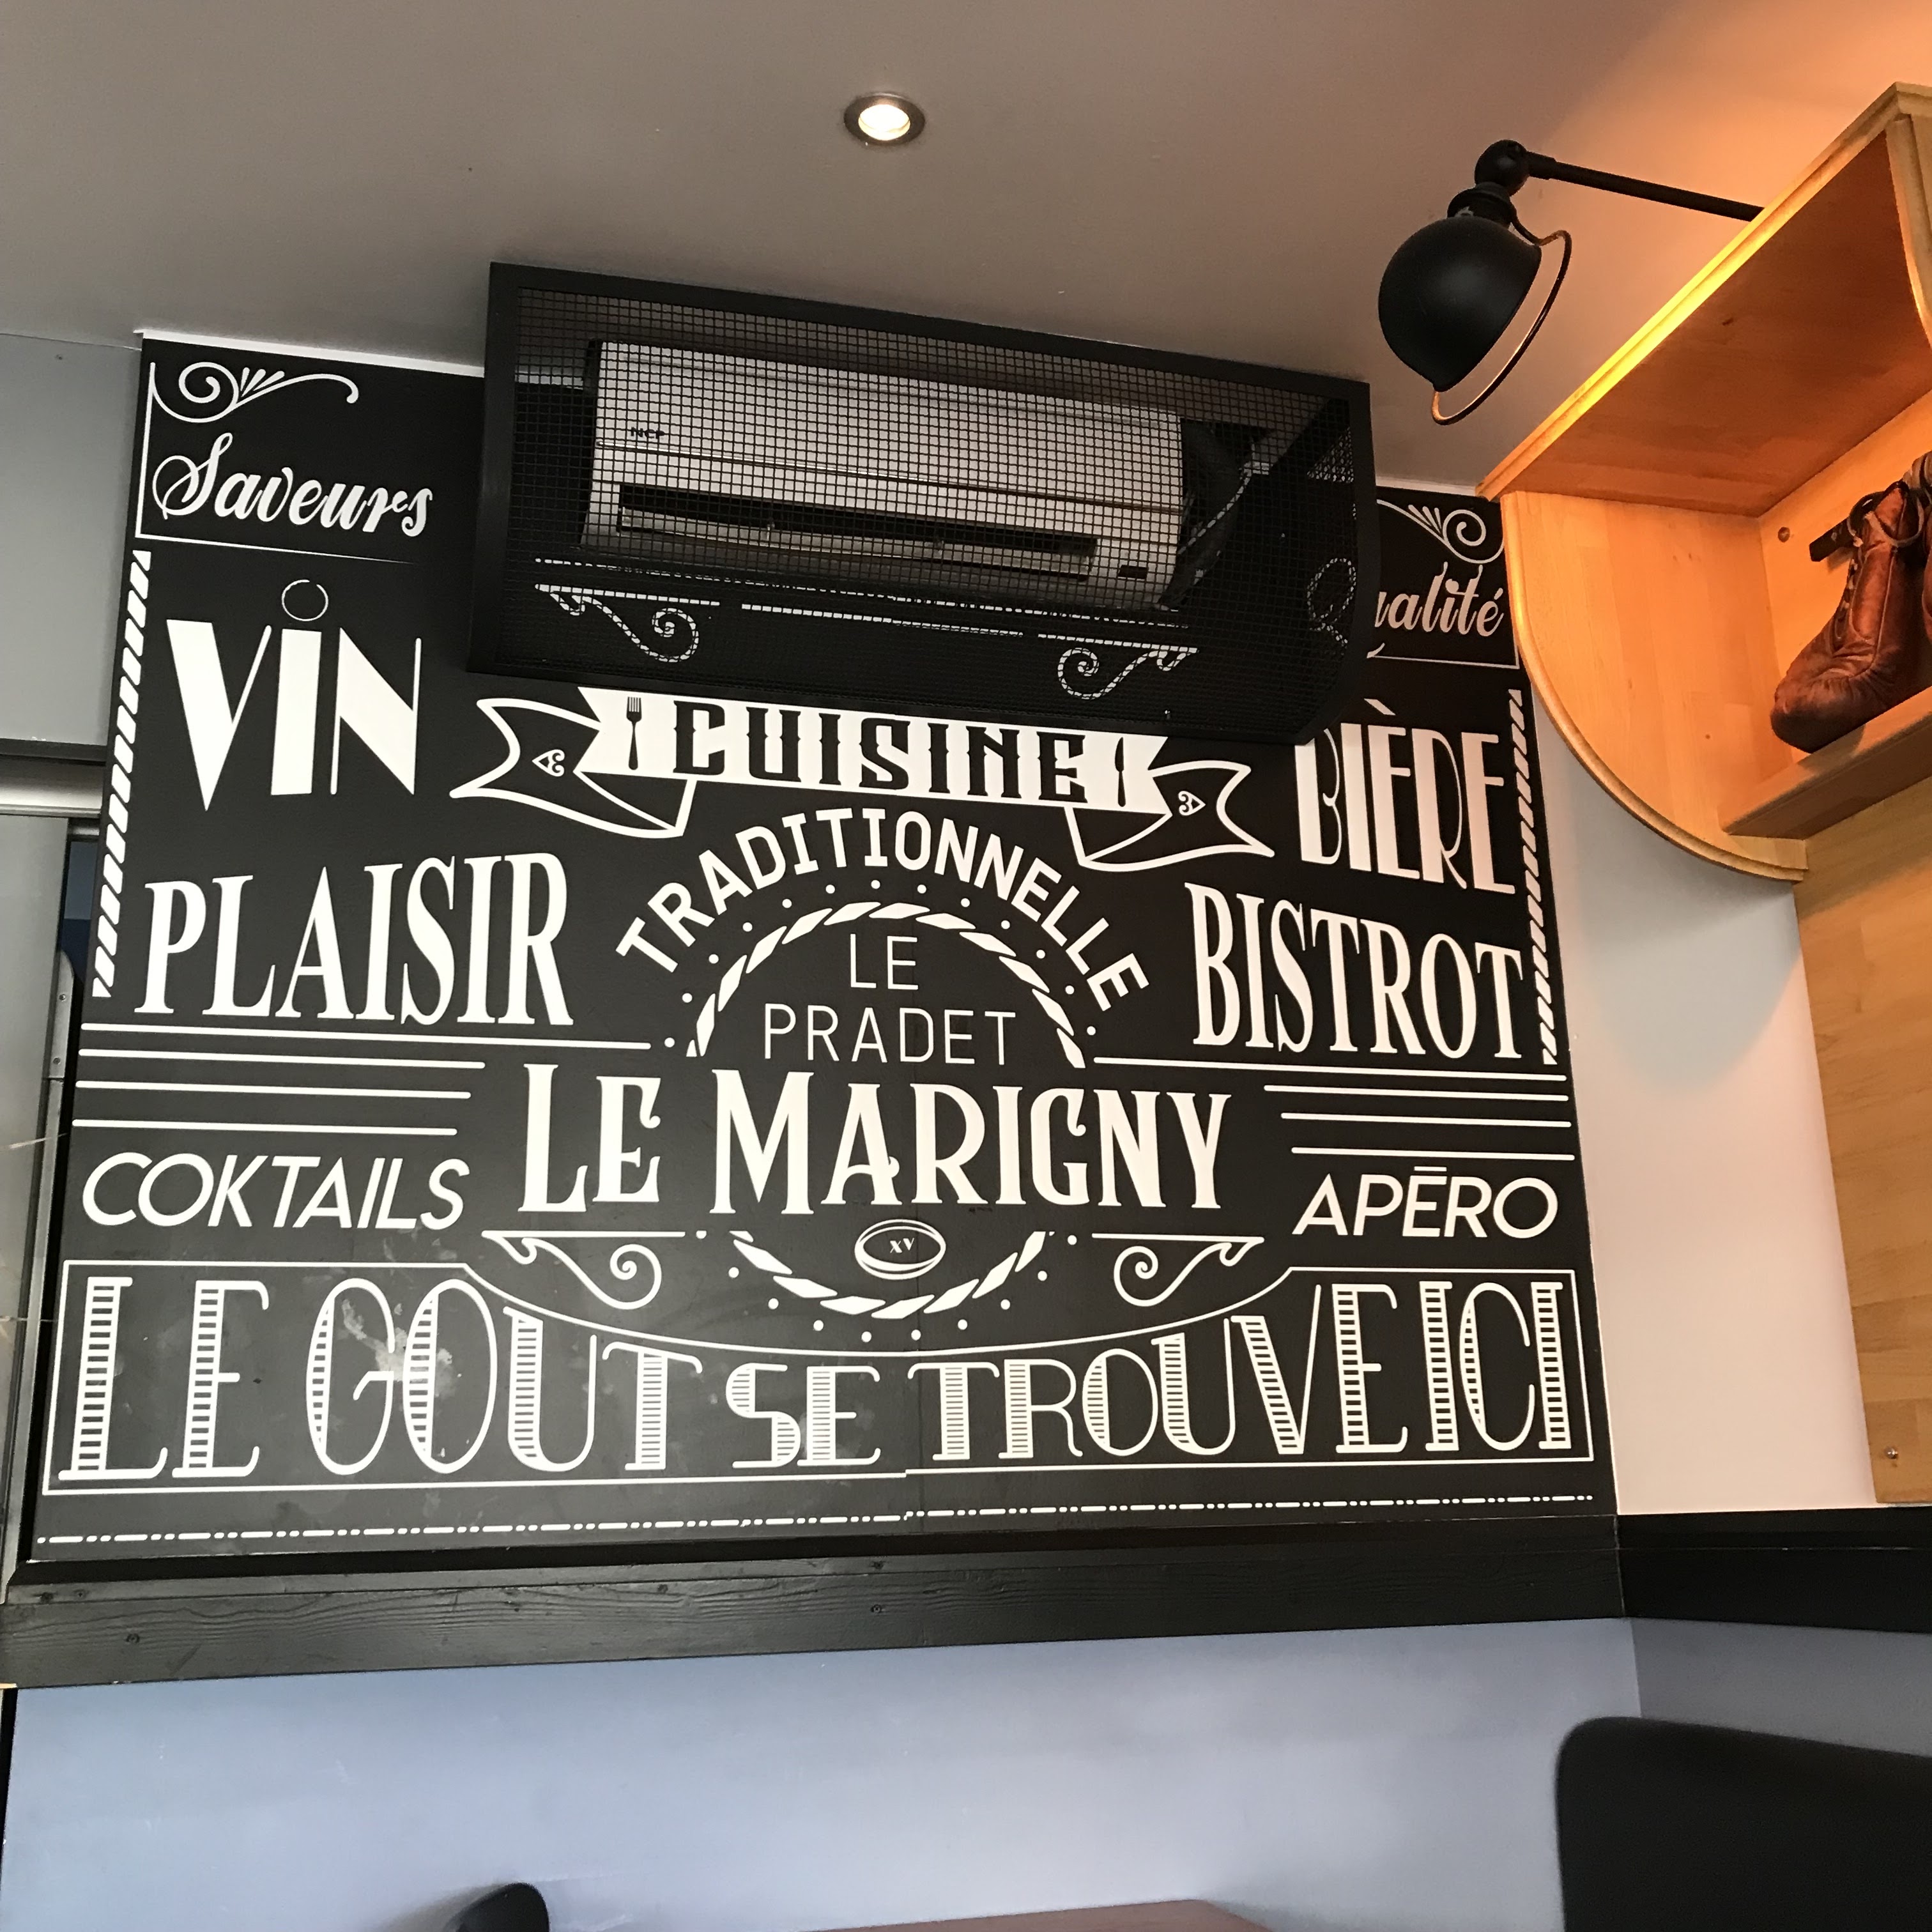 Saveurs
alité
VIN
CUISINE
BIÈRE
TRADITIONNELLE
PLAISIR
BISTROT
LE
PRADET
LE MARIGNY
COKTAILS
APĒRO
XV
LE GOUT SE TROUVE ICI